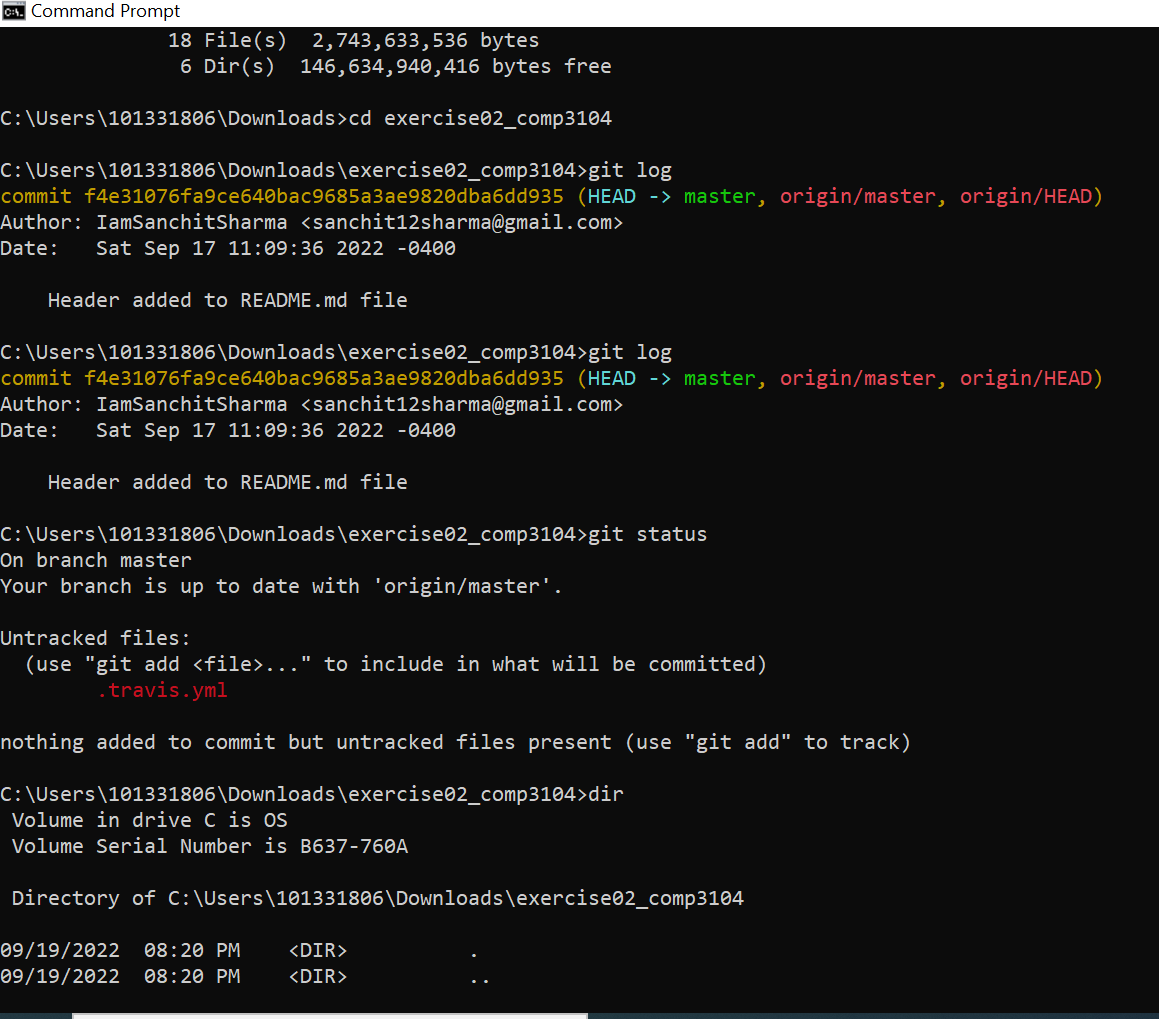 Command Prompt
18 File(s)  2,743,633,536 bytes
6 Dir(s)  146,634,940,416 bytes free
C:\Users\101331806\Downloads>cd exercise02_comp3104
C:\Users\101331806\Downloads\exercise02_comp3104>git log
commit f4e31076fa9ce640bac9685a3ae9820dba6dd935 (HEAD -> master, origin/master, origin/HEAD)
Author: IamSanchitSharma <sanchit12sharma@gmail.com>
Date:   Sat Sep 17 11:09:36 2022 -0400
Header added to README.md file
C:\Users\101331806\Downloads\exercise02_comp3104>git log
commit f4e31076fa9ce640bac9685a3ae9820dba6dd935 (HEAD -> master, origin/master, origin/HEAD)
Author: IamSanchitSharma <sanchit12sharma@gmail.com>
Date:   Sat Sep 17 11:09:36 2022 -0400
Header added to README.md file
C:\Users\101331806\Downloads\exercise02_comp3104>git status
On branch master
Your branch is up to date with 'origin/master'.
Untracked files:
(use "git add <file>..." to include in what will be committed)
.travis.yml
nothing added to commit but untracked files present (use "git add" to track)
C:\Users\101331806\Downloads\exercise02_comp3104>dir
Volume in drive C is OS
Volume Serial Number is B637-760A
Directory of C:\Users\101331806\Downloads\exercise02_comp3104
09/19/2022  08:20 PM    <DIR>          .
09/19/2022  08:20 PM    <DIR>          ..